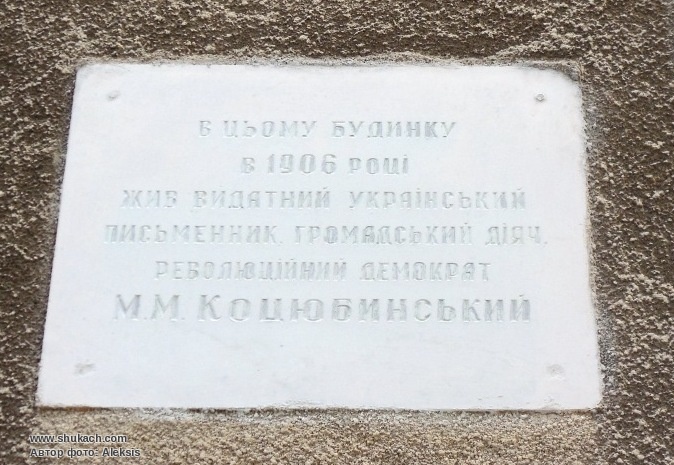 В ЦЬОМУ БУДИНКУ
В 1906 РОЦІ
ЖИВ ВИДАТНИЙ УКРАЇНСЬКИЙ
ПИСЬМЕННИК, ГРОМАДСЬКИЙ ДІЯЧ,
РЕВОЛЮЦІЙНИЙ ДЕМОКРАТ
М.М. КОЦЮБИНСЬКИЙ
www.shukach.com
Автор фото: Aleksis